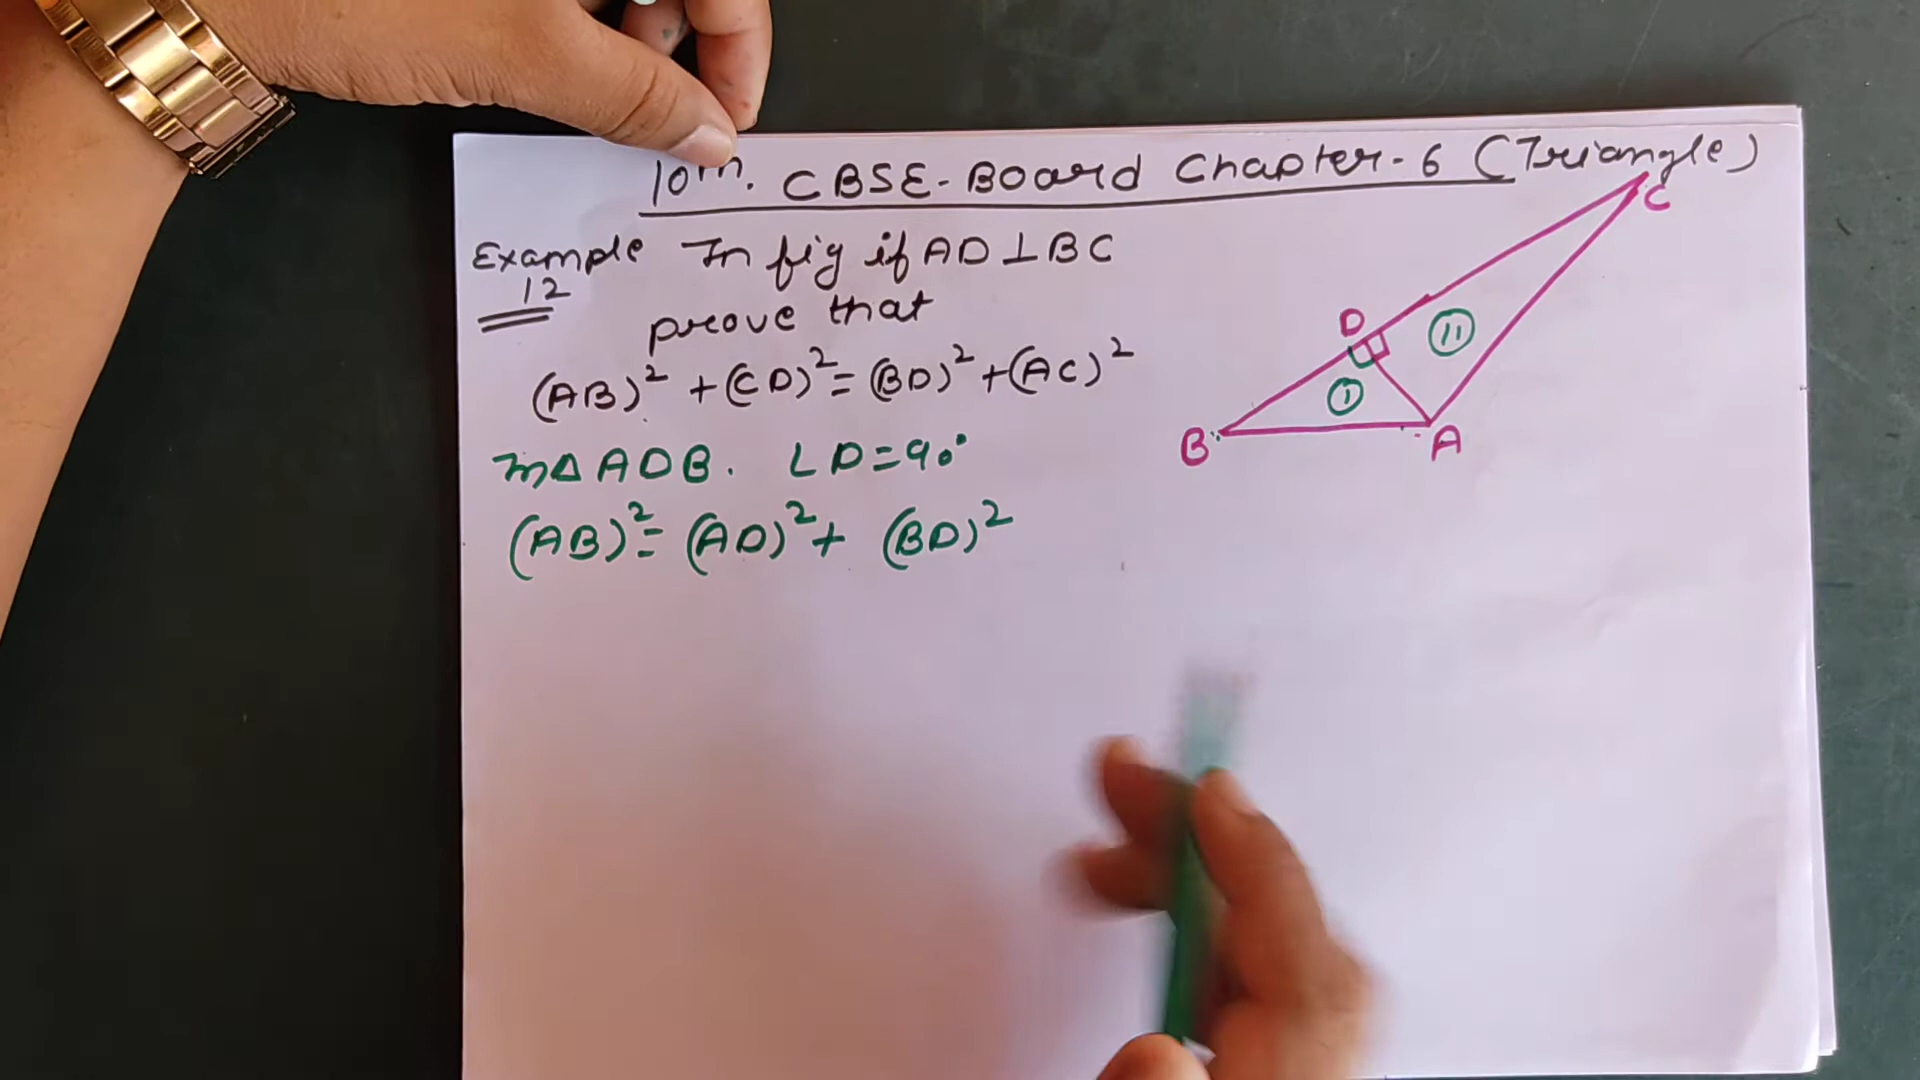 10th. CBSE-Board Chapter-6 (Triangle)
Example 12 In fig if AD⊥BC
prove that
(AB)² + (CD)² = (BD)² + (AC)²
In Δ ADB. ∠D=90°
(AB)² = (AD)² + (BD)²
C
D
II
I
B
A